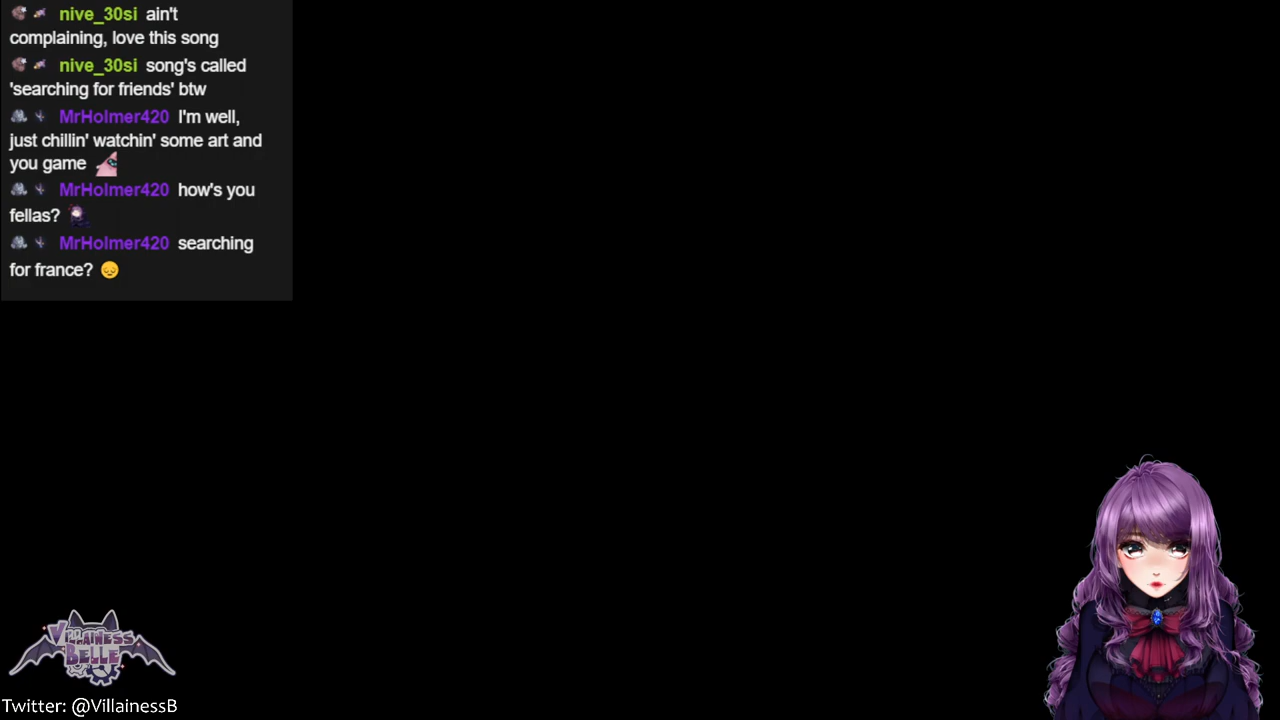 nive_30si ain't
complaining, love this song
nive_30si song's called
'searching for friends' btw
MrHolmer420 I'm well,
just chillin' watchin' some art and
you game
MrHolmer420 how's you
fellas?
MrHolmer420 searching
for france? 😔
VILLAINESS
BELLE
Twitter: @VillainessB